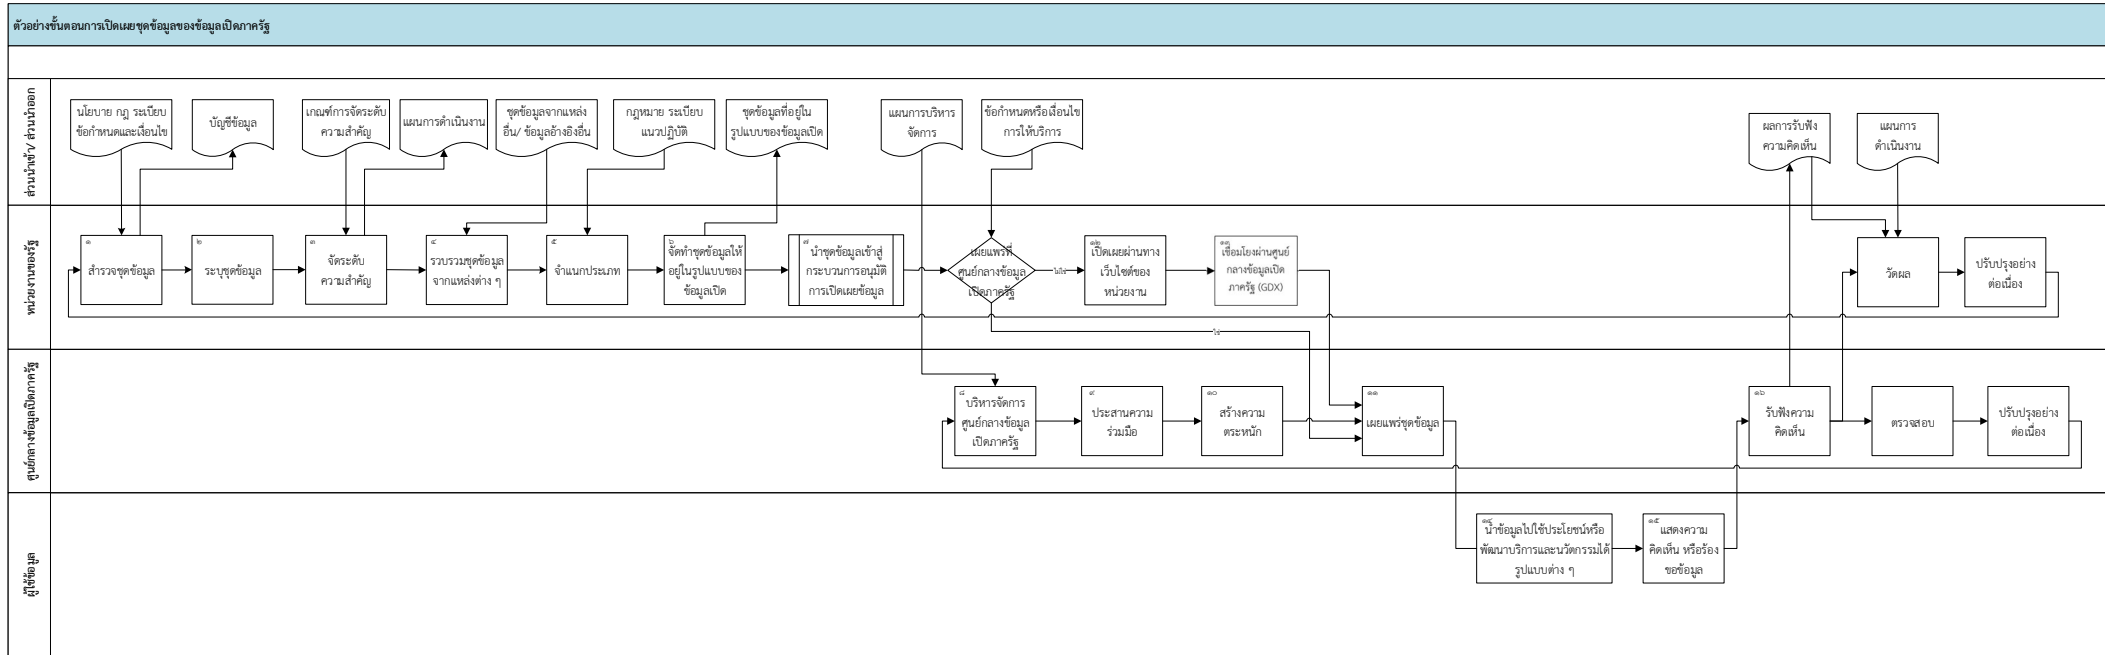 ตัวอย่างขั้นตอนการเปิดเผยชุดข้อมูลของข้อมูลเปิดภาครัฐ
ส่วนนำเข้า/ ส่วนนำออก
นโยบาย กฎ ระเบียบ
ข้อกำหนดและเงื่อนไข
บัญชีข้อมูล
เกณฑ์การจัดระดับ
ความสำคัญ
แผนการดำเนินงาน
ชุดข้อมูลจากแหล่ง
อื่น/ ข้อมูลอ้างอิงอื่น
กฎหมาย ระเบียบ
แนวปฏิบัติ
ชุดข้อมูลที่อยู่ใน
รูปแบบของข้อมูลเปิด
แผนการบริหาร
จัดการ
ข้อกำหนดหรือเงื่อนไข
การให้บริการ
ผลการรับฟัง
ความคิดเห็น
แผนการ
ดำเนินงาน
หน่วยงานของรัฐ
๑
สำรวจชุดข้อมูล
๒
ระบุชุดข้อมูล
๓
จัดระดับ
ความสำคัญ
๔
รวบรวมชุดข้อมูล
จากแหล่งต่าง ๆ
๕
จำแนกประเภท
๖
จัดทำชุดข้อมูลให้
อยู่ในรูปแบบของ
ข้อมูลเปิด
๗
นำชุดข้อมูลเข้าสู่
กระบวนการอนุมัติ
การเปิดเผยข้อมูล
เผยแพร่ที่
ศูนย์กลางข้อมูล
เปิดภาครัฐ
ไม่ใช่
ใช่
๑๒
เปิดเผยผ่านทาง
เว็บไซต์ของ
หน่วยงาน
๑๓
เชื่อมโยงผ่านศูนย์
กลางข้อมูลเปิด
ภาครัฐ (GDX)
วัดผล
ปรับปรุงอย่าง
ต่อเนื่อง
ศูนย์กลางข้อมูลเปิดภาครัฐ
๘
บริหารจัดการ
ศูนย์กลางข้อมูล
เปิดภาครัฐ
๙
ประสานความ
ร่วมมือ
๑๐
สร้างความ
ตระหนัก
๑๑
เผยแพร่ชุดข้อมูล
๑๖
รับฟังความ
คิดเห็น
ตรวจสอบ
ปรับปรุงอย่าง
ต่อเนื่อง
ผู้ใช้ข้อมูล
๑๔
นำข้อมูลไปใช้ประโยชน์หรือ
พัฒนาบริการและนวัตกรรมได้
รูปแบบต่าง ๆ
๑๕
แสดงความ
คิดเห็น หรือร้อง
ขอข้อมูล